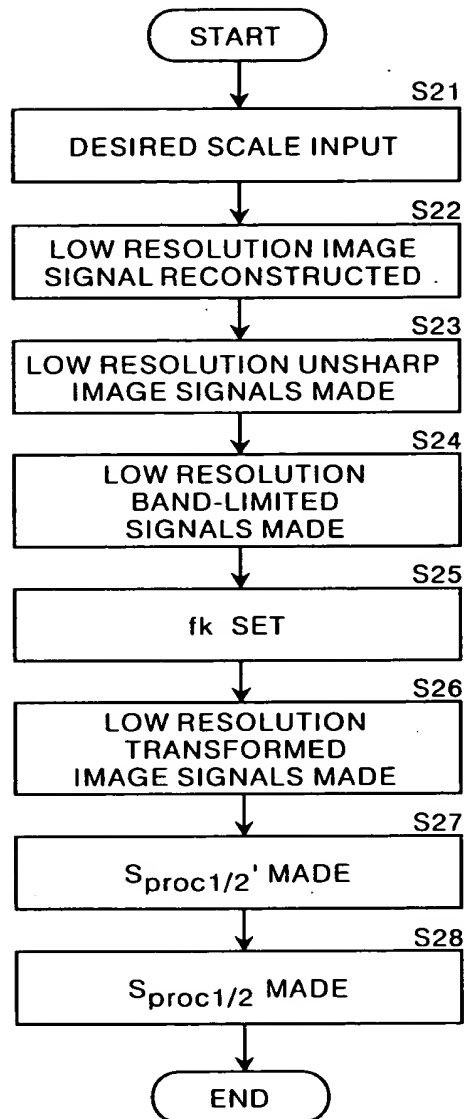 START
S21
DESIRED SCALE INPUT
S22
LOW RESOLUTION IMAGE
SIGNAL RECONSTRUCTED
S23
LOW RESOLUTION UNSHARP
IMAGE SIGNALS MADE
S24
LOW RESOLUTION
BAND-LIMITED
SIGNALS MADE
S25
fk SET
S26
LOW RESOLUTION
TRANSFORMED
IMAGE SIGNALS MADE
S27
Sproc1/2' MADE
S28
Sproc1/2 MADE
END